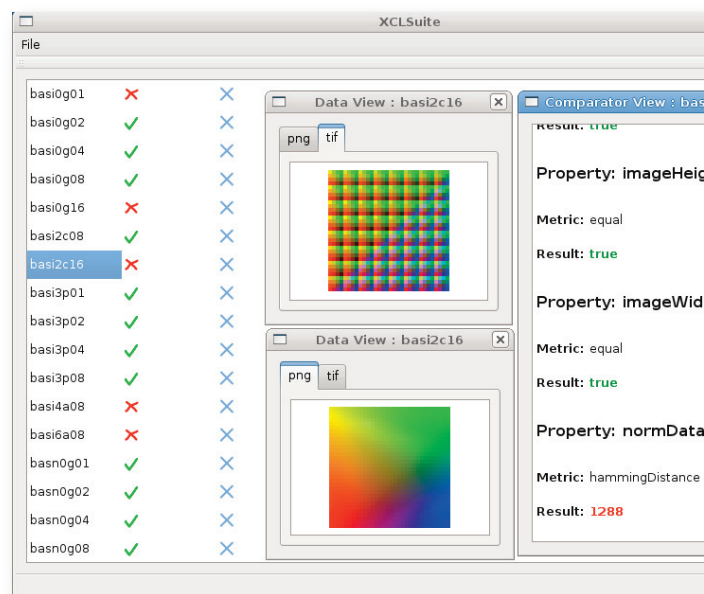 XCLSuite
File
basi0g01
basi0g02
basi0g04
basi0g08
basi0g16
basi2c08
basi2c16
basi3p01
basi3p02
basi3p04
basi3p08
basi4a08
basi6a08
basn0g01
basn0g02
basn0g04
basn0g08
Data View : basi2c16
png tif
Data View : basi2c16
png tif
Comparator View : bas
Result: true
Property: imageHeig
Metric: equal
Result: true
Property: imageWid
Metric: equal
Result: true
Property: normData
Metric: hammingDistance
Result: 1288